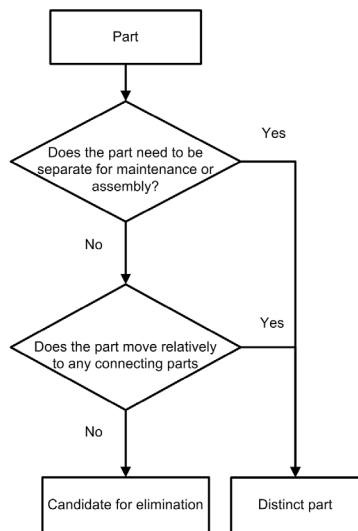 Part
Yes
Does the part need to be
separate for maintenance or
assembly?
No
Yes
Does the part move relatively
to any connecting parts
No
Candidate for elimination
Distinct part